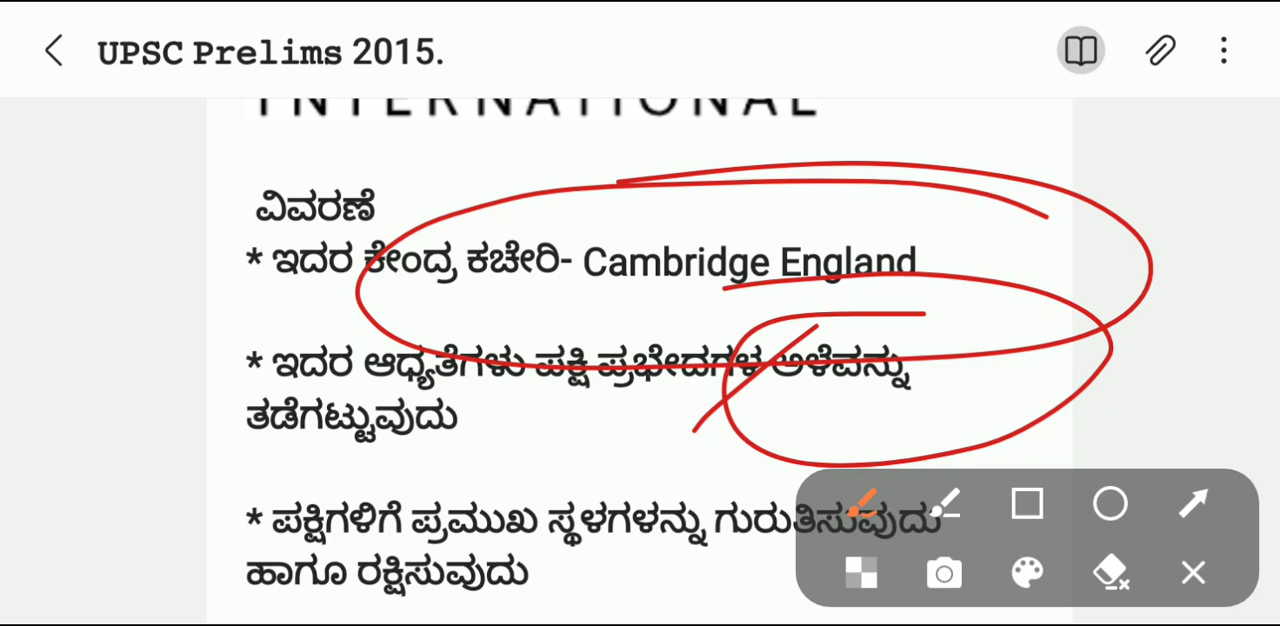 UPSC Prelims 2015.
INTERNATIONAL
ವಿವರಣೆ
* ಇದರ ಕೇಂದ್ರ ಕಚೇರಿ- Cambridge England
* ಇದರ ಆಧ್ಯತೆಗಳು ಪಕ್ಷಿ ಪ್ರಭೇದಗಳ ಅಳಿವನ್ನು
ತಡೆಗಟ್ಟುವುದು
* ಪಕ್ಷಿಗಳಿಗೆ ಪ್ರಮುಖ ಸ್ಥಳಗಳನ್ನು ಗುರುತಿಸುವುದು
ಹಾಗೂ ರಕ್ಷಿಸುವುದು